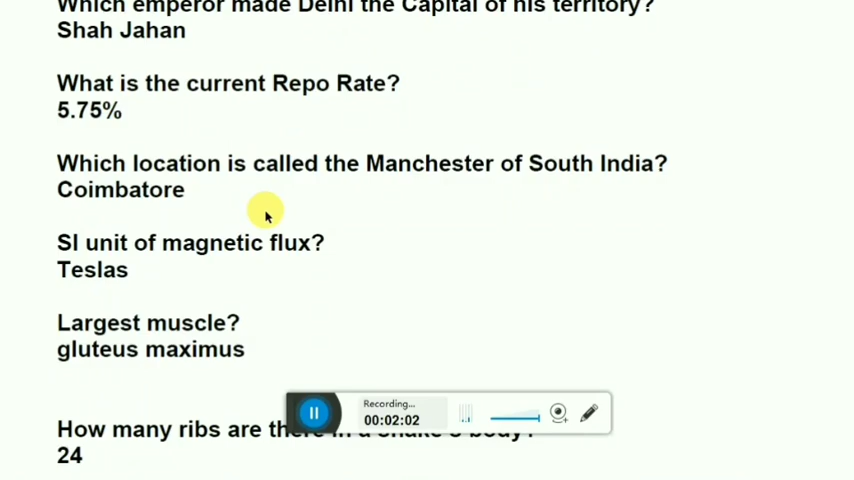 Which emperor made Delhi the Capital of his territory?
Shah Jahan
What is the current Repo Rate?
5.75%
Which location is called the Manchester of South India?
Coimbatore
SI unit of magnetic flux?
Teslas
Largest muscle?
gluteus maximus
Recording...
00:02:02
How many ribs are there in a snake's body?
24